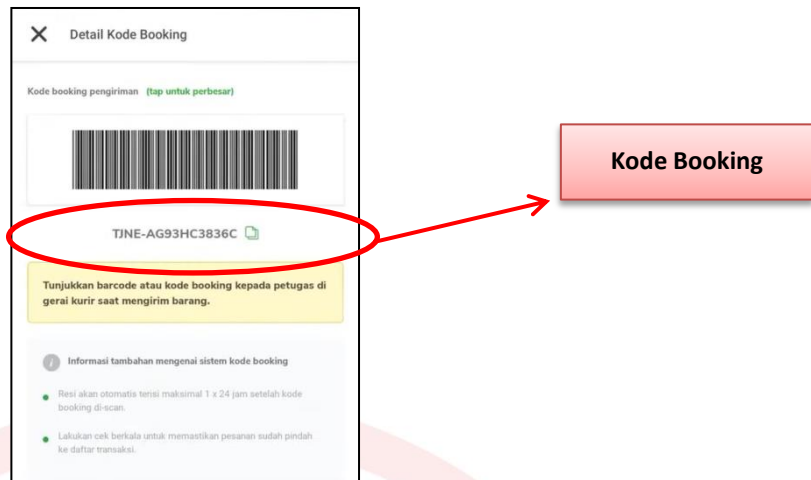 Detail Kode Booking
Kode booking pengiriman (tap untuk perbesar)
TJNE-AG93HC3836C
Tunjukkan barcode atau kode booking kepada petugas di
gerai kurir saat mengirim barang.
Informasi tambahan mengenai sistem kode booking
Resi akan otomatis terisi maksimal 1 x 24 jam setelah kode
booking di-scan.
Lakukan cek berkala untuk memastikan pesanan sudah pindah
ke daftar transaksi.
Kode Booking